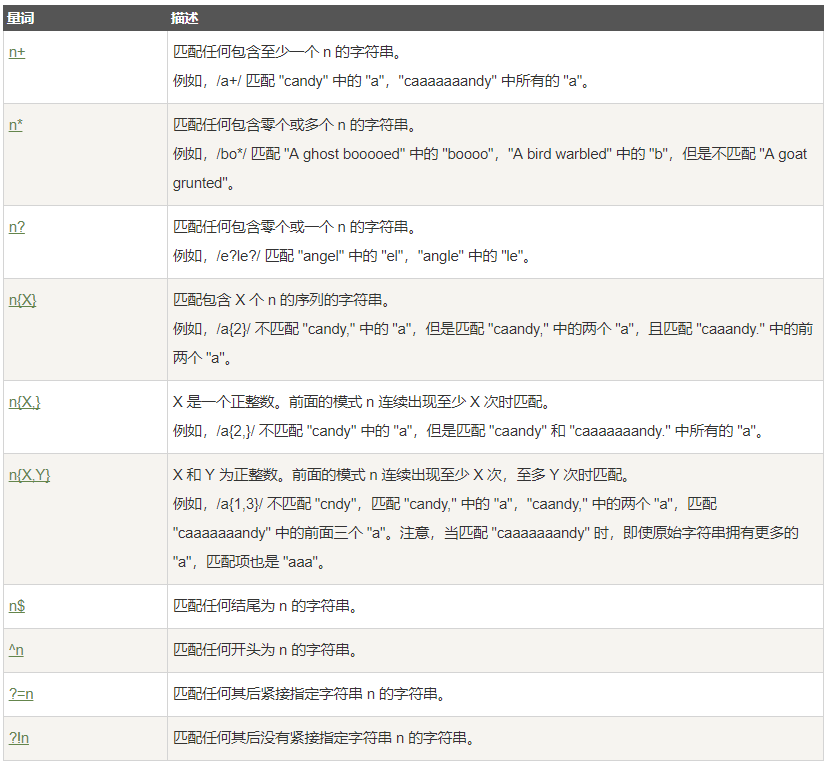 量词 描述
n+ 匹配任何包含至少一个 n 的字符串。
例如，/a+/ 匹配 "candy" 中的 "a"，"caaaaaaandy" 中所有的 "a"。
n* 匹配任何包含零个或多个 n 的字符串。
例如，/bo*/ 匹配 "A ghost booooed" 中的 "boooo"，"A bird warbled" 中的 "b"，但是不匹配 "A goat
grunted"。
n? 匹配任何包含零个或一个 n 的字符串。
例如，/e?le?/ 匹配 "angel" 中的 "el"，"angle" 中的 "le"。
n{X} 匹配包含 X 个 n 的序列的字符串。
例如，/a{2}/ 不匹配 "candy," 中的 "a"，但是匹配 "caandy," 中的两个 "a"，且匹配 "caaandy." 中的前
两个 "a"。
n{X,} X 是一个正整数。前面的模式 n 连续出现至少 X 次时匹配。
例如，/a{2,}/ 不匹配 "candy" 中的 "a"，但是匹配 "caandy" 和 "caaaaaaandy." 中所有的 "a"。
n{X,Y} X 和 Y 为正整数。前面的模式 n 连续出现至少 X 次，至多 Y 次时匹配。
例如，/a{1,3}/ 不匹配 "cndy"，匹配 "candy," 中的 "a"，"caandy," 中的两个 "a"，匹配
"caaaaaaandy" 中的前面三个 "a"。注意，当匹配 "caaaaaaandy" 时，即使原始字符串拥有更多的
"a"，匹配项也是 "aaa"。
n$ 匹配任何结尾为 n 的字符串。
^n 匹配任何开头为 n 的字符串。
?=n 匹配任何其后紧接指定字符串 n 的字符串。
?!n 匹配任何其后没有紧接指定字符串 n 的字符串。